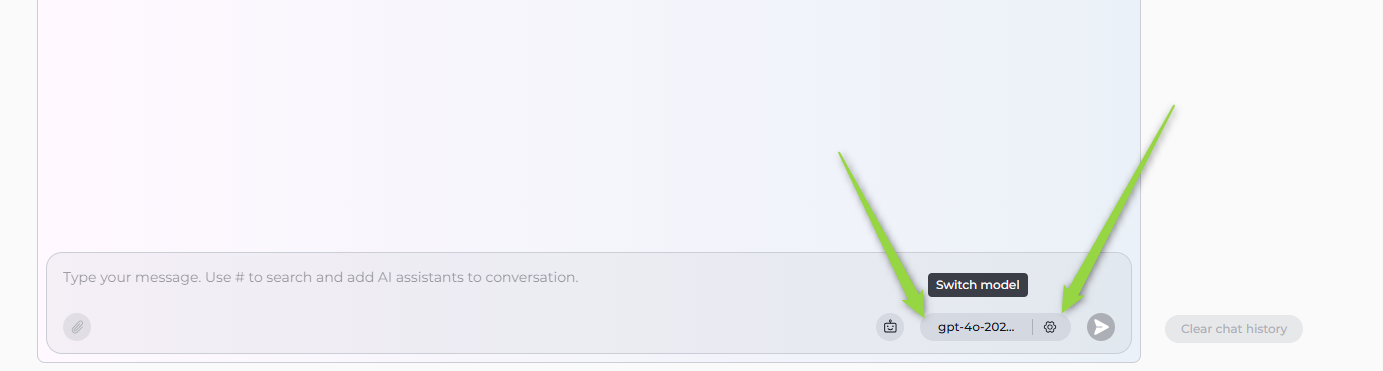 Type your message. Use # to search and add AI assistants to conversation.
Switch model
gpt-4o-202...
Clear chat history